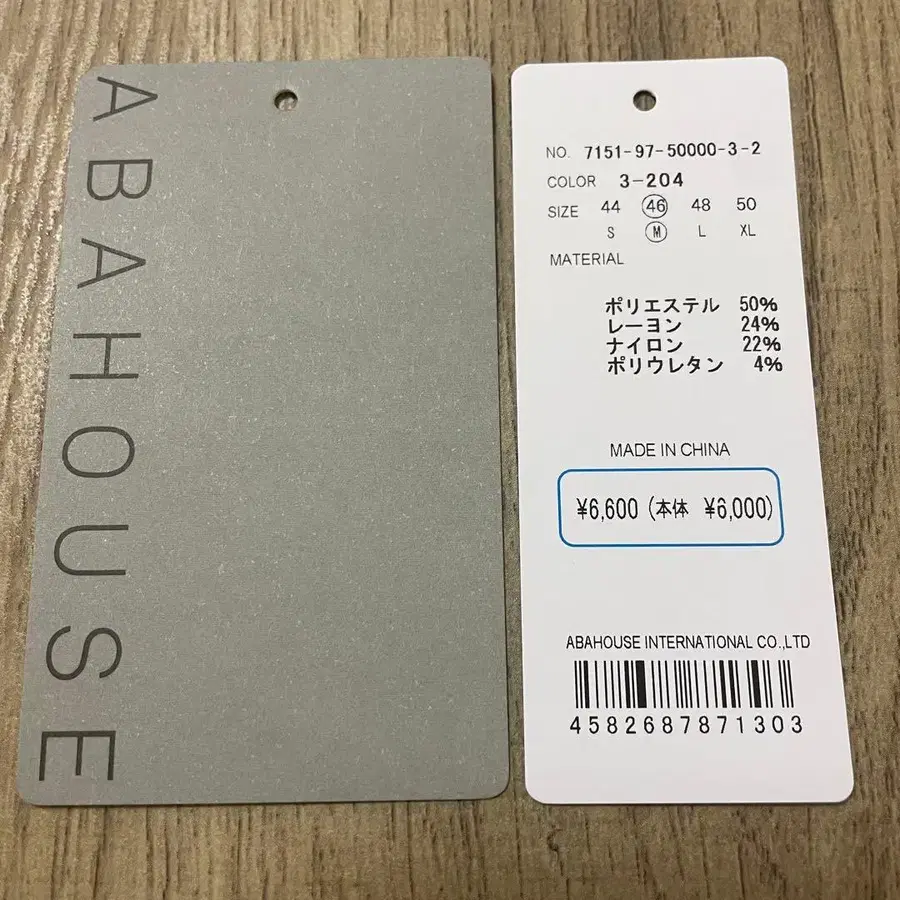 ABAHOUSE
NO. 7151-97-50000-3-2
COLOR 3-204
SIZE 44 46 48 50
S M L XL
MATERIAL
ポリエステル 50%
レーヨン 24%
ナイロン 22%
ポリウレタン 4%
MADE IN CHINA
¥6,600 (本体 ¥6,000)
ABAHOUSE INTERNATIONAL CO.,LTD
4582687871303